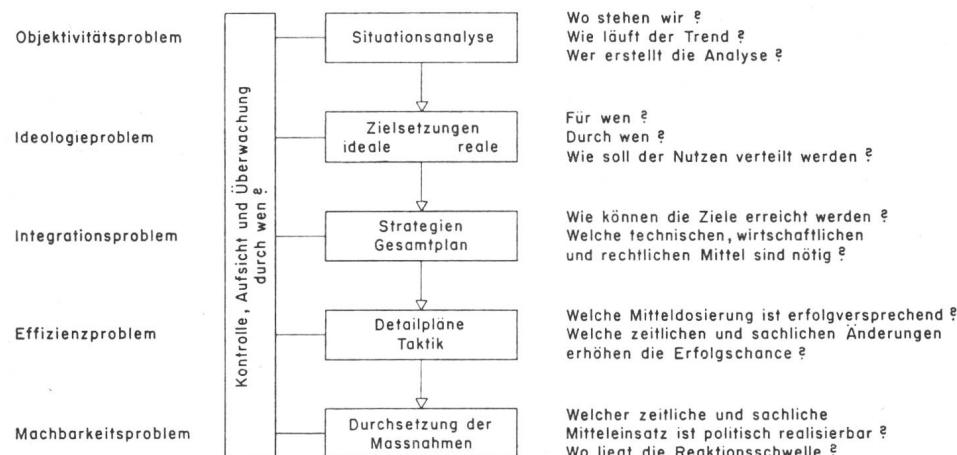 Objektivitätsproblem
Situationsanalyse
Wo stehen wir ?
Wie läuft der Trend ?
Wer erstellt die Analyse ?
Kontrolle, Aufsicht und Überwachung
durch wen ?
Ideologieproblem
Zielsetzungen
ideale reale
Für wen ?
Durch wen ?
Wie soll der Nutzen verteilt werden ?
Integrationsproblem
Strategien
Gesamtplan
Wie können die Ziele erreicht werden ?
Welche technischen, wirtschaftlichen
und rechtlichen Mittel sind nötig ?
Effizienzproblem
Detailpläne
Taktik
Welche Mitteldosierung ist erfolgversprechend ?
Welche zeitlichen und sachlichen Änderungen
erhöhen die Erfolgschance ?
Machbarkeitsproblem
Durchsetzung der
Massnahmen
Welcher zeitliche und sachliche
Mitteleinsatz ist politisch realisierbar ?
Wo liegt die Reaktionsschwelle ?